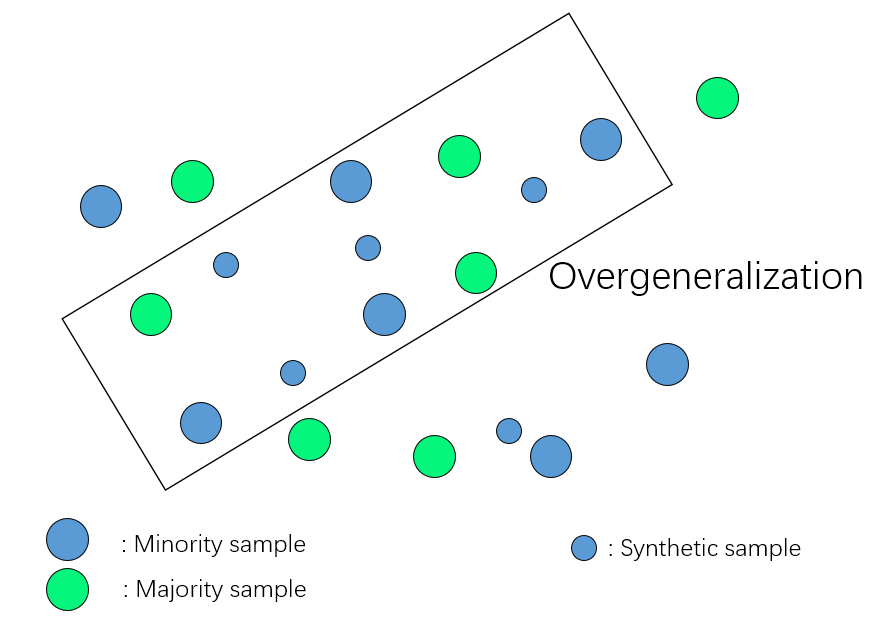 Overgeneralization
: Minority sample
: Majority sample
: Synthetic sample